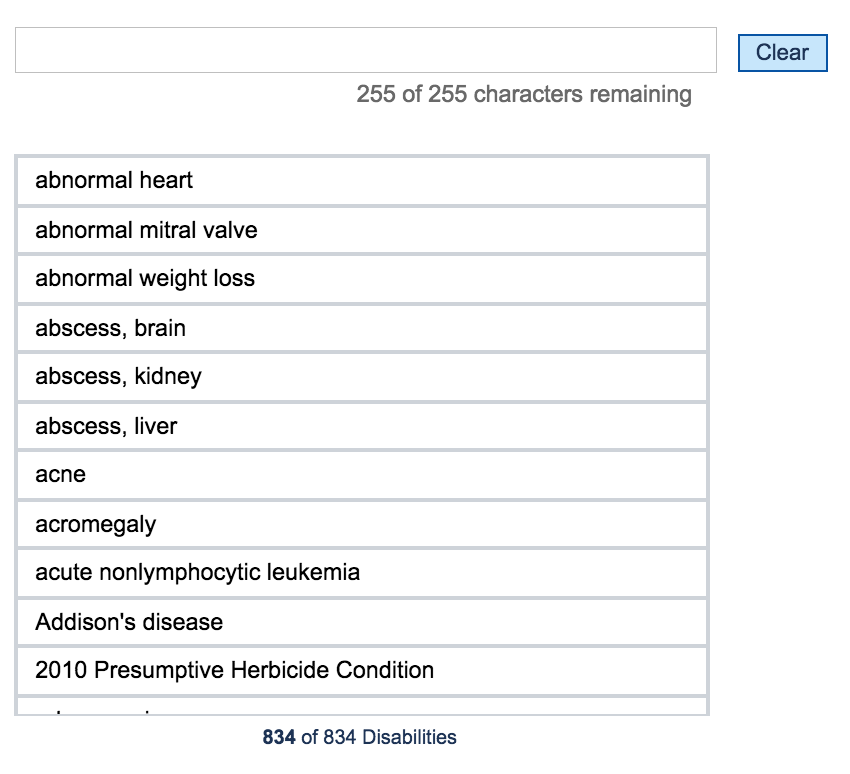 Clear
255 of 255 characters remaining
abnormal heart
abnormal mitral valve
abnormal weight loss
abscess, brain
abscess, kidney
abscess, liver
acne
acromegaly
acute nonlymphocytic leukemia
Addison's disease
2010 Presumptive Herbicide Condition
834 of 834 Disabilities